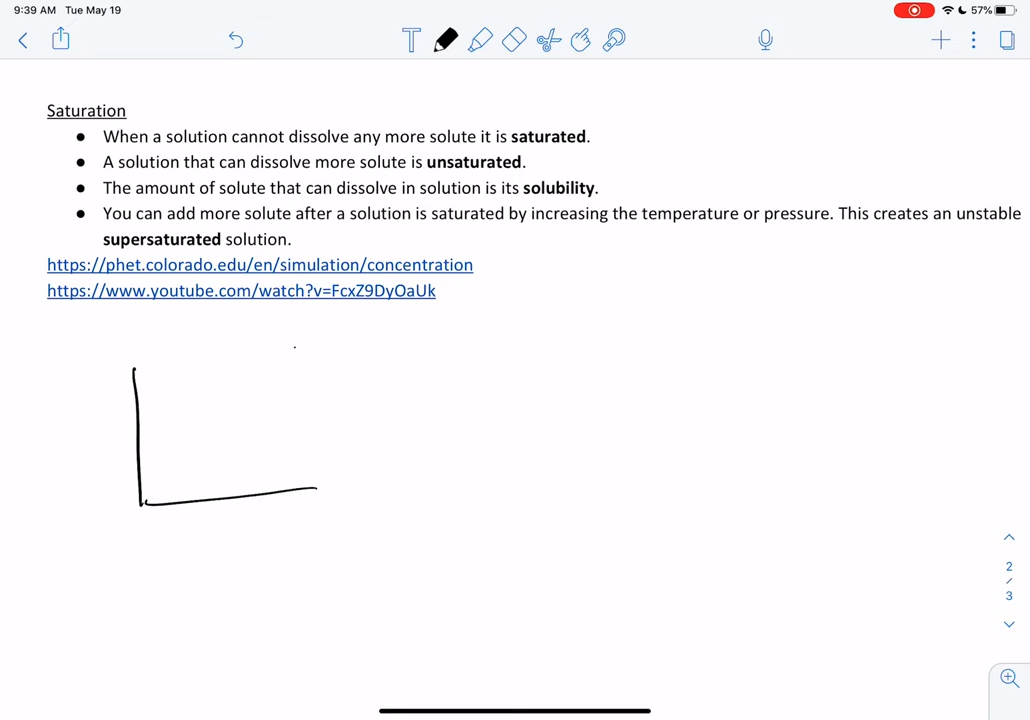 9:39 AM Tue May 19
57%
T
Saturation
● When a solution cannot dissolve any more solute it is saturated.
● A solution that can dissolve more solute is unsaturated.
● The amount of solute that can dissolve in solution is its solubility.
● You can add more solute after a solution is saturated by increasing the temperature or pressure. This creates an unstable
supersaturated solution.
https://phet.colorado.edu/en/simulation/concentration
https://www.youtube.com/watch?v=FcxZ9DyOaUk
2
/
3